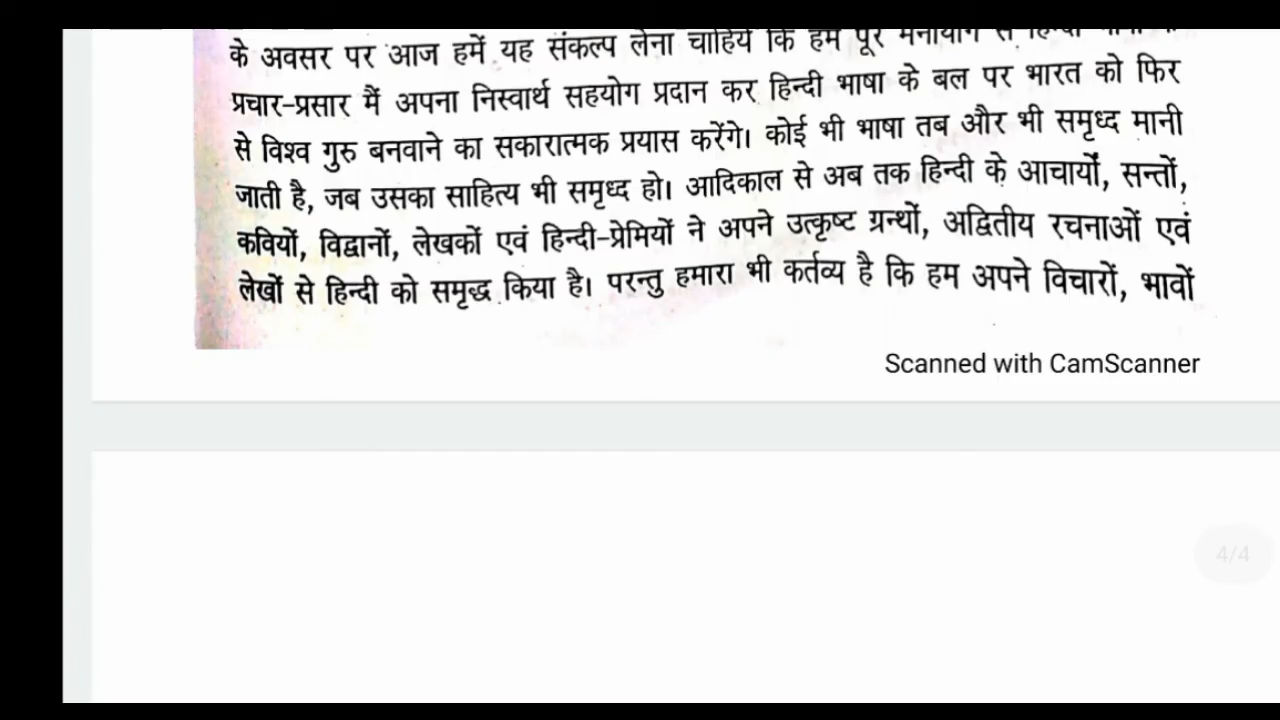 के अवसर पर आज हमें यह संकल्प लेना चाहिये कि हम पूरे
प्रचार-प्रसार मैं अपना निस्वार्थ सहयोग प्रदान कर हिन्दी भाषा के बल पर भारत को फिर
से विश्व गुरु बनवाने का सकारात्मक प्रयास करेंगे। कोई भी भाषा तब और भी समृध्द मानी
जाती है, जब उसका साहित्य भी समृध्द हो। आदिकाल से अब तक हिन्दी के आचार्यों, सन्तों,
कवियों, विद्वानों, लेखकों एवं हिन्दी-प्रेमियों ने अपने उत्कृष्ट ग्रन्थों, अद्वितीय रचनाओं एवं
लेखों से हिन्दी को समृद्ध किया है। परन्तु हमारा भी कर्तव्य है कि हम अपने विचारों, भावों
Scanned with CamScanner
4/4